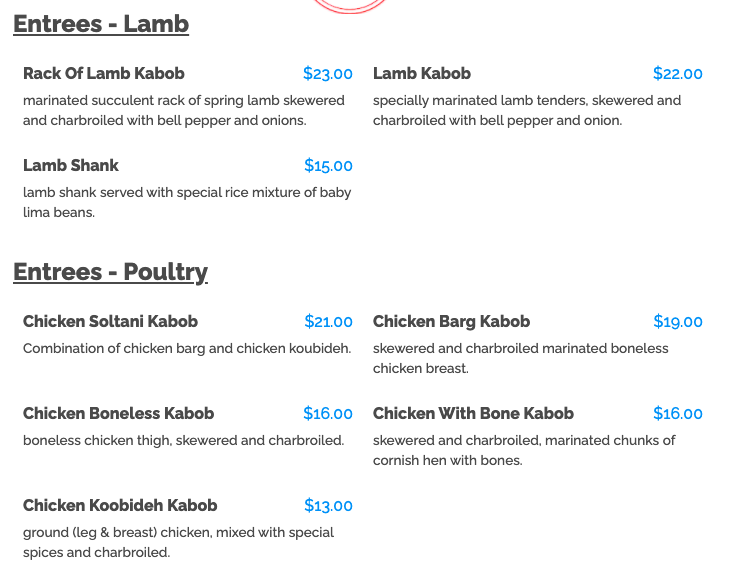 Entrees - Lamb
Rack Of Lamb Kabob $23.00
marinated succulent rack of spring lamb skewered
and charbroiled with bell pepper and onions.
Lamb Kabob $22.00
specially marinated lamb tenders, skewered and
charbroiled with bell pepper and onion.
Lamb Shank $15.00
lamb shank served with special rice mixture of baby
lima beans.
Entrees - Poultry
Chicken Soltani Kabob $21.00
Combination of chicken barg and chicken koubideh.
Chicken Barg Kabob $19.00
skewered and charbroiled marinated boneless
chicken breast.
Chicken Boneless Kabob $16.00
boneless chicken thigh, skewered and charbroiled.
Chicken With Bone Kabob $16.00
skewered and charbroiled, marinated chunks of
cornish hen with bones.
Chicken Koobideh Kabob $13.00
ground (leg & breast) chicken, mixed with special
spices and charbroiled.